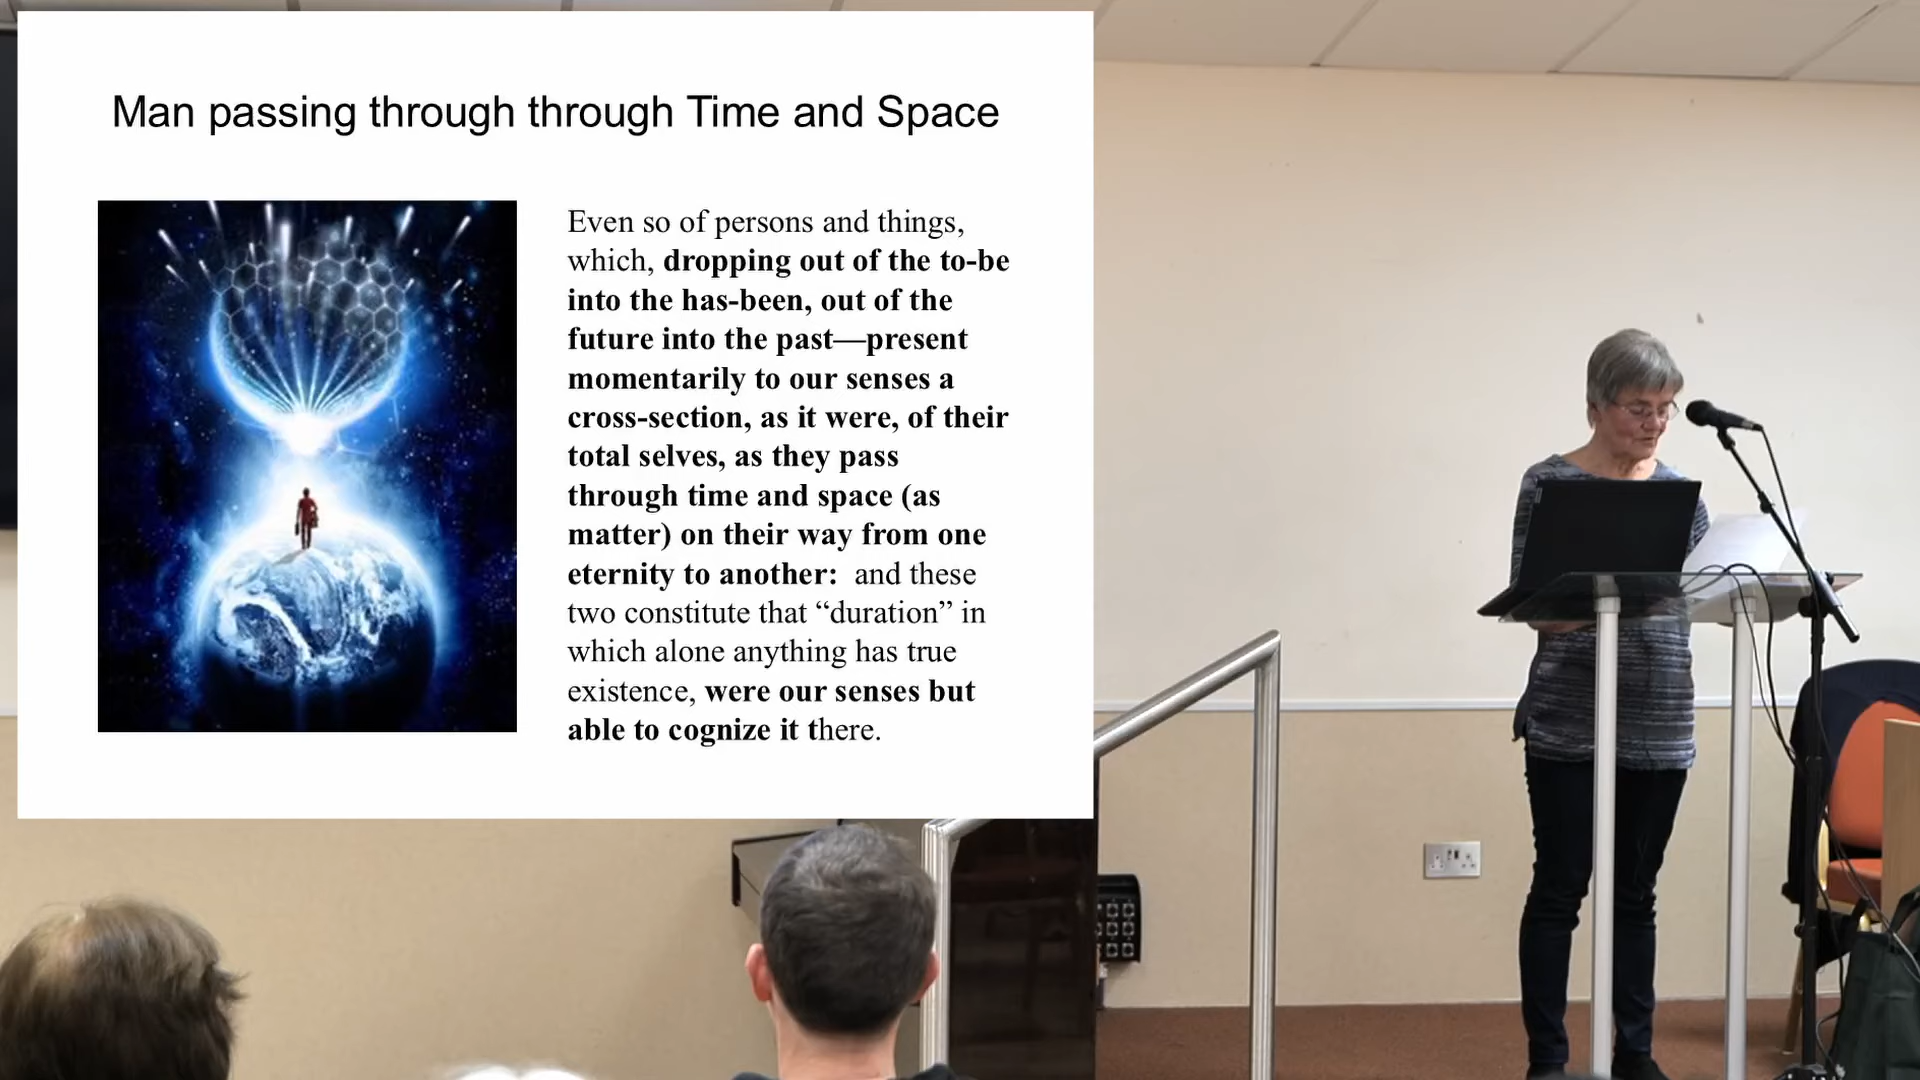 Man passing through through Time and Space
Even so of persons and things,
which, dropping out of the to-be
into the has-been, out of the
future into the past—present
momentarily to our senses a
cross-section, as it were, of their
total selves, as they pass
through time and space (as
matter) on their way from one
eternity to another:  and these
two constitute that “duration” in
which alone anything has true
existence, were our senses but
able to cognize it there.